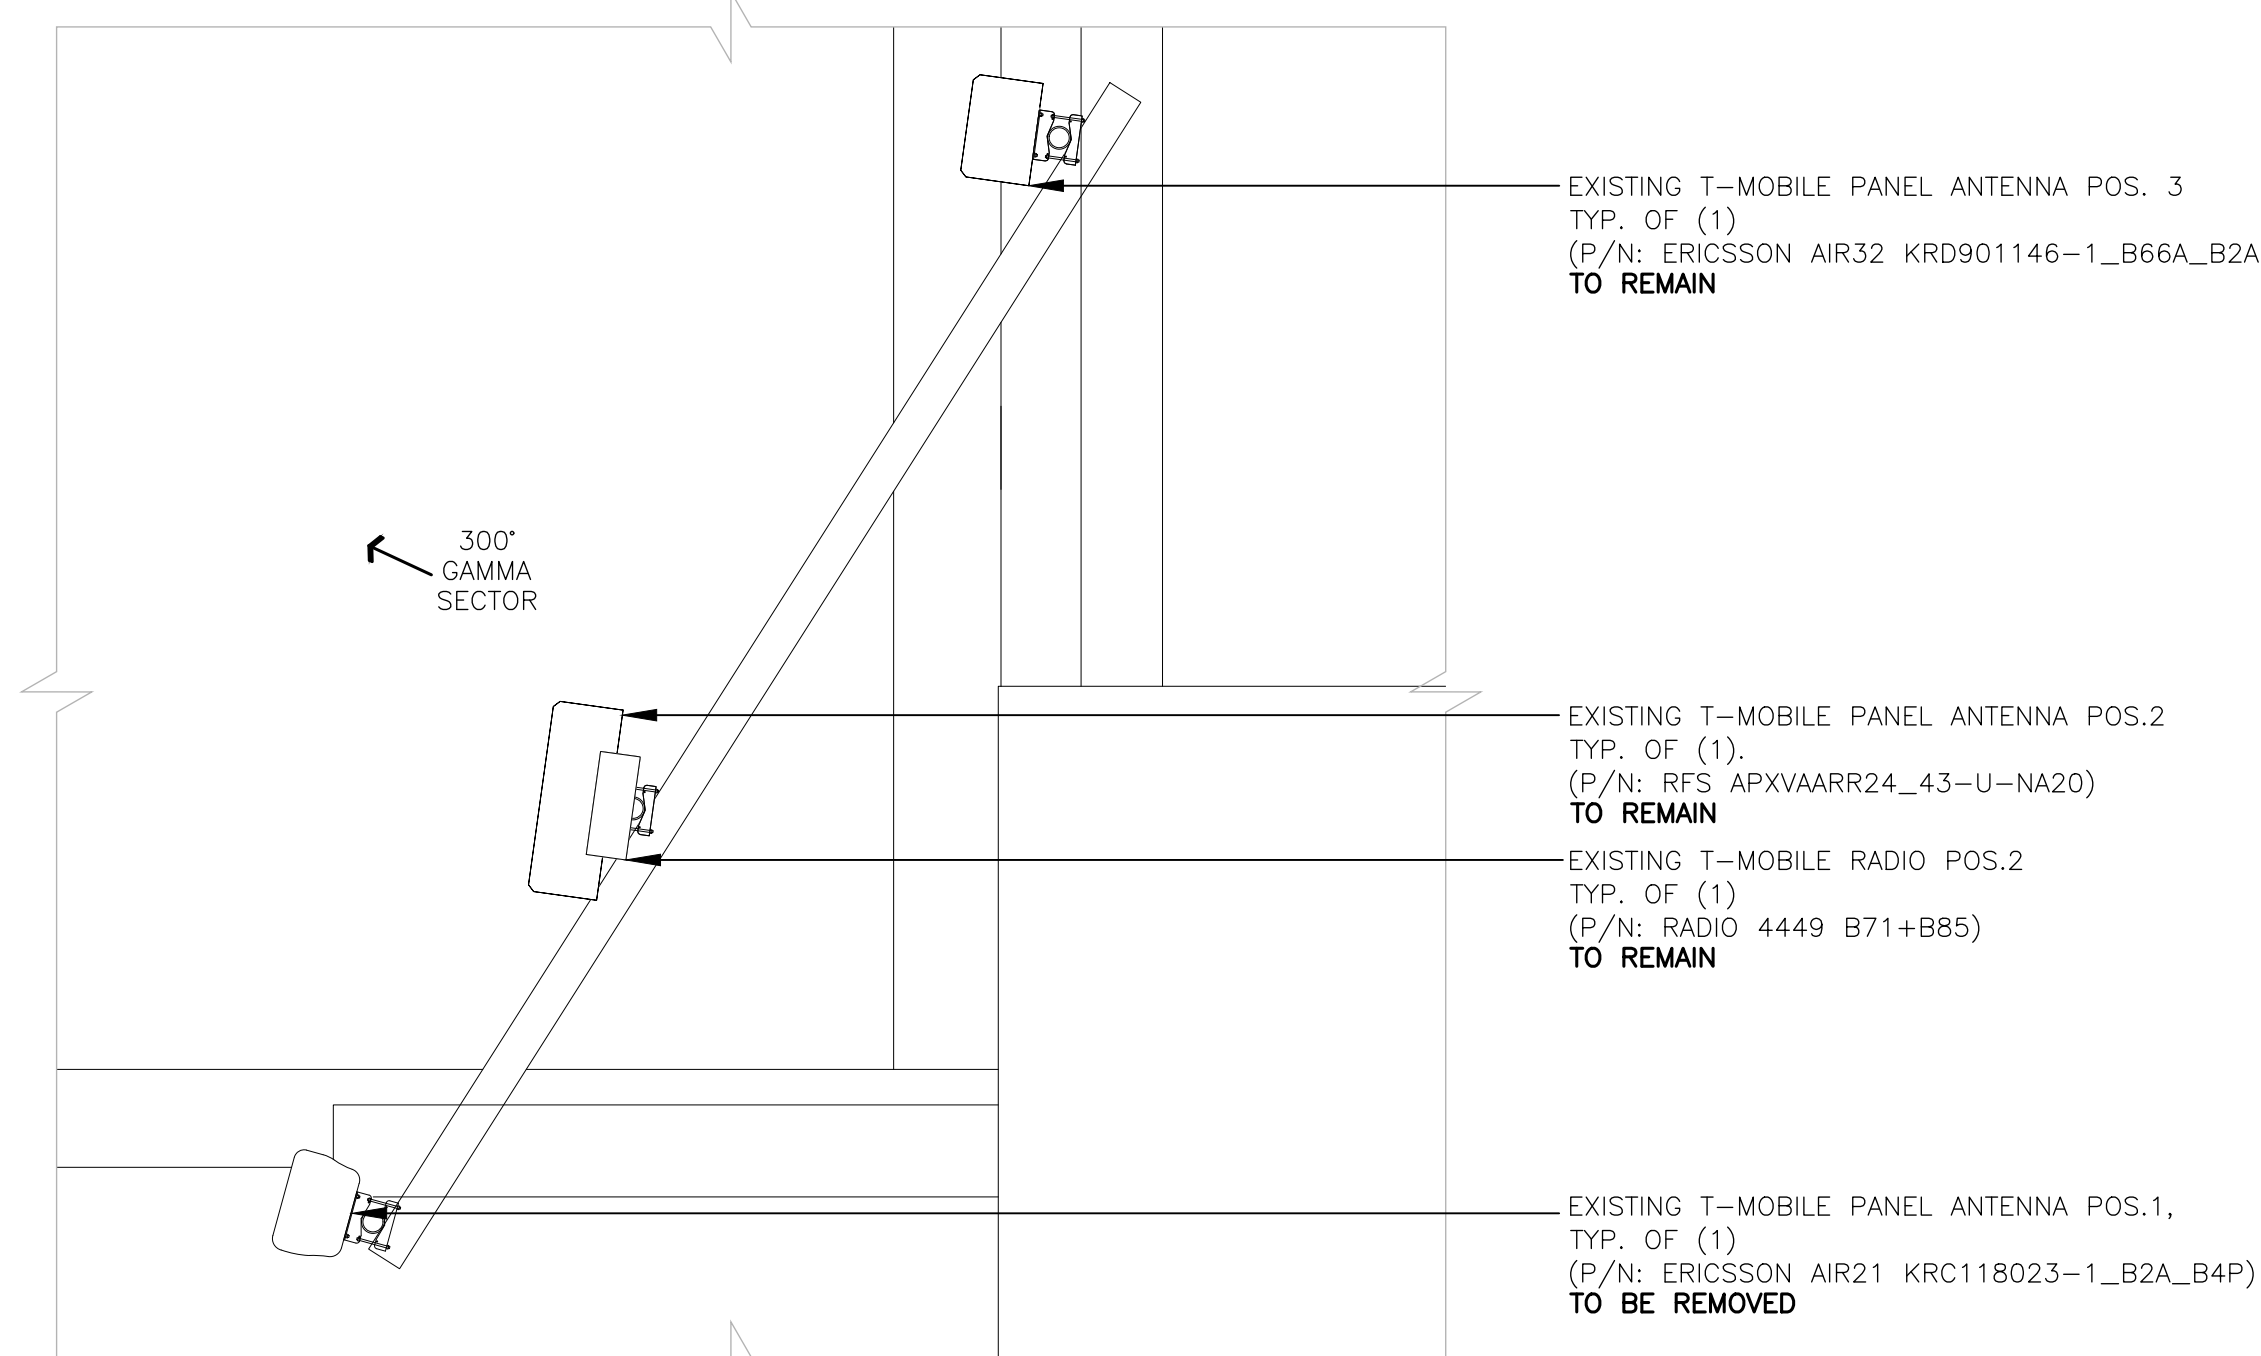 EXISTING T-MOBILE PANEL ANTENNA POS. 3
TYP. OF (1)
(P/N: ERICSSON AIR32 KRD901146-1_B66A_B2A
TO REMAIN
300°
GAMMA
SECTOR
EXISTING T-MOBILE PANEL ANTENNA POS.2
TYP. OF (1).
(P/N: RFS APXVAARR24_43-U-NA20)
TO REMAIN
EXISTING T-MOBILE RADIO POS.2
TYP. OF (1)
(P/N: RADIO 4449 B71+B85)
TO REMAIN
EXISTING T-MOBILE PANEL ANTENNA POS.1,
TYP. OF (1)
(P/N: ERICSSON AIR21 KRC118023-1_B2A_B4P)
TO BE REMOVED